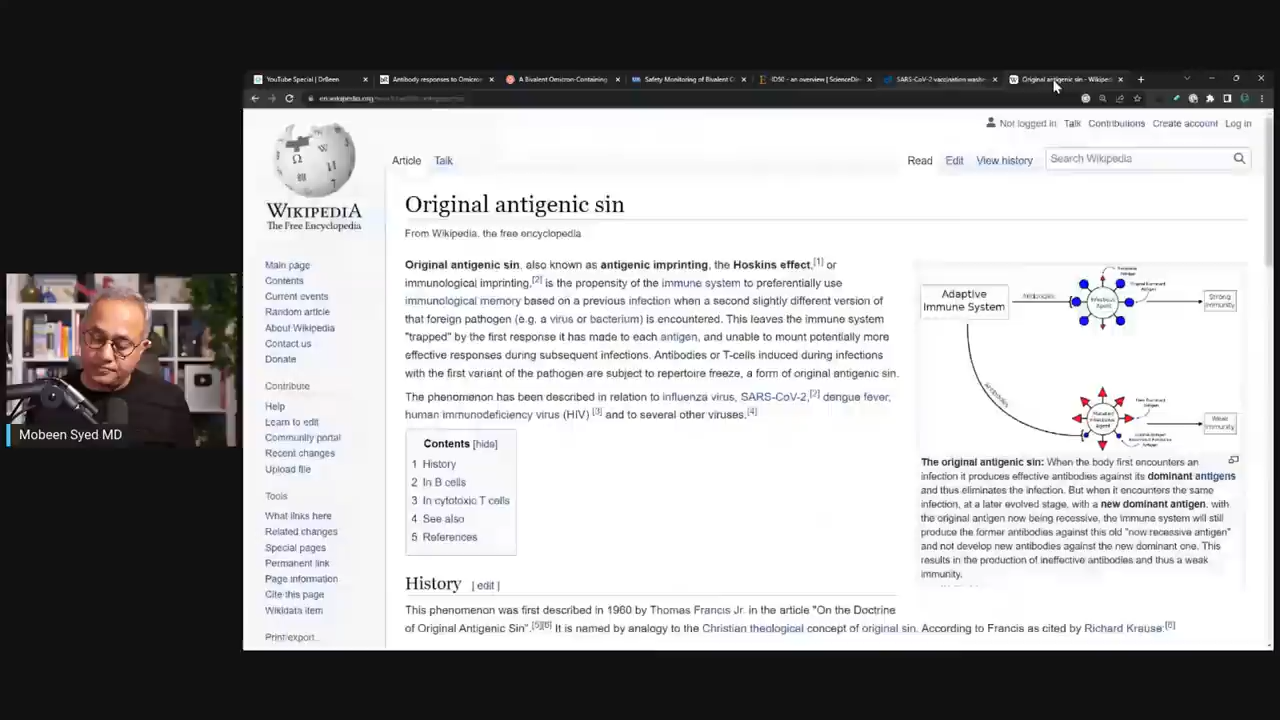 YouTube Special | DrBeen
Antibody responses to Omicron
A Bivalent Omicron-Containing
Safety Monitoring of Bivalent C
ID50 - an overview | ScienceDir
SARS-CoV-2 vaccination
Original antigenic sin - Wikiped
en.wikipedia.org
Not logged in Talk Contributions Create account Log in
Article Talk
Read Edit View history Search Wikipedia
WIKIPEDIA
The Free Encyclopedia
Main page
Contents
Current events
Random article
About Wikipedia
Contact us
Donate
Contribute
Help
Learn to edit
Community portal
Recent changes
Upload file
Tools
What links here
Related changes
Special pages
Permanent link
Page information
Cite this page
Wikidata item
Print/export
Original antigenic sin
From Wikipedia, the free encyclopedia
Original antigenic sin, also known as antigenic imprinting, the Hoskins effect,[1] or
immunological imprinting,[2] is the propensity of the immune system to preferentially use
immunological memory based on a previous infection when a second slightly different version of
that foreign pathogen (e.g. a virus or bacterium) is encountered. This leaves the immune system
"trapped" by the first response it has made to each antigen, and unable to mount potentially more
effective responses during subsequent infections. Antibodies or T-cells induced during infections
with the first variant of the pathogen are subject to repertoire freeze, a form of original antigenic sin.
The phenomenon has been described in relation to influenza virus, SARS-CoV-2,[2] dengue fever,
human immunodeficiency virus (HIV) [3] and to several other viruses.[4]
Contents [hide]
1 History
2 In B cells
3 In cytotoxic T cells
4 See also
5 References
History [ edit ]
This phenomenon was first described in 1960 by Thomas Francis Jr. in the article "On the Doctrine
of Original Antigenic Sin".[5][6] It is named by analogy to the Christian theological concept of original sin. According to Francis as cited by Richard Krause:[6]
Adaptive
Immune System
Antibodies
Infectious
Agent
Strong
Immunity
Antibodies
Mutated
Infectious
Agent
Weak
Immunity
The original antigenic sin: When the body first encounters an
infection it produces effective antibodies against its dominant antigens
and thus eliminates the infection. But when it encounters the same
infection, at a later evolved stage, with a new dominant antigen, with
the original antigen now being recessive, the immune system will still
produce the former antibodies against this old "now recessive antigen"
and not develop new antibodies against the new dominant one. This
results in the production of ineffective antibodies and thus a weak
immunity.
Mobeen Syed MD